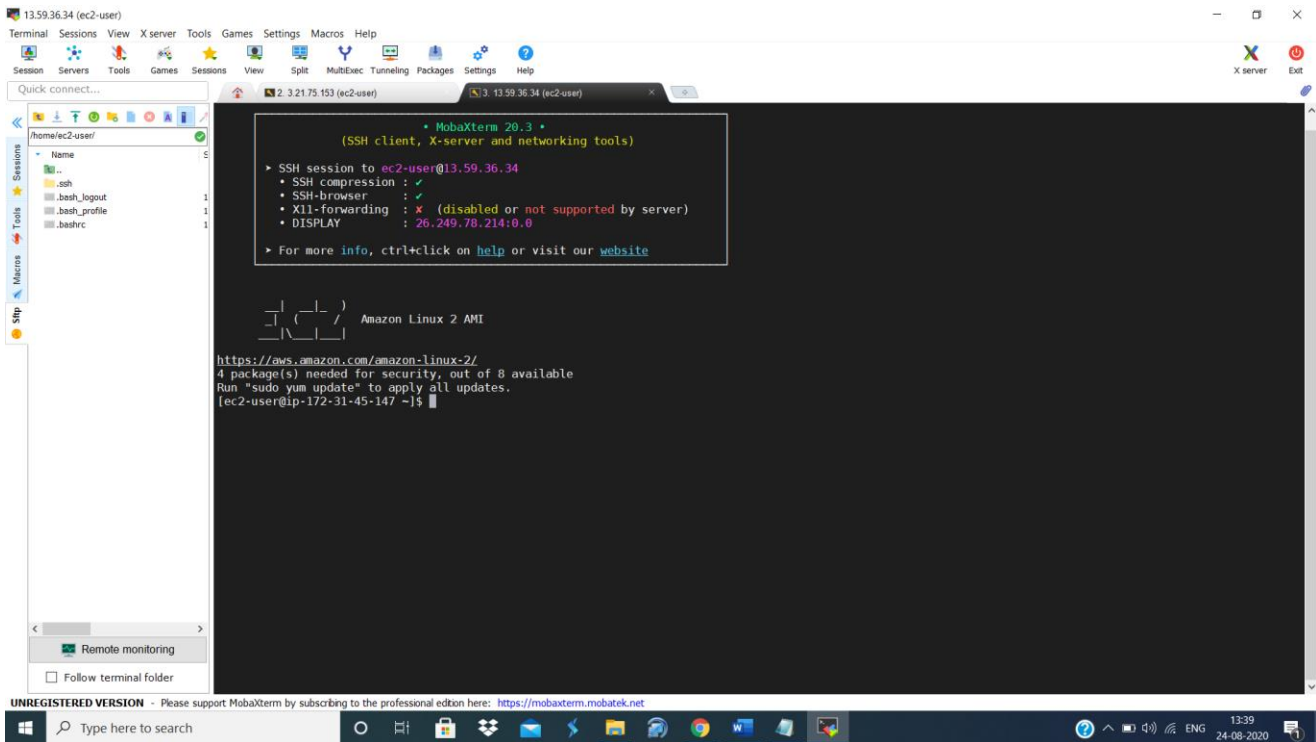 13.59.36.34 (ec2-user)
Terminal Sessions View X server Tools Games Settings Macros Help
Session Servers Tools Games Sessions View Split MultiExec Tunneling Packages Settings Help X server Exit
Quick connect...
2. 3.21.75.153 (ec2-user)
3. 13.59.36.34 (ec2-user)
/home/ec2-user/
Name S
..
.ssh
.bash_logout 1
.bash_profile 1
.bashrc 1
Sessions
Tools
Macros
Sftp
• MobaXterm 20.3 •
(SSH client, X-server and networking tools)
➤ SSH session to ec2-user@13.59.36.34
• SSH compression : ✔
• SSH-browser : ✔
• X11-forwarding : ✘ (disabled or not supported by server)
• DISPLAY : 26.249.78.214:0.0
➤ For more info, ctrl+click on help or visit our website
__| __|_ )
_| ( / Amazon Linux 2 AMI
___|\___|___|
https://aws.amazon.com/amazon-linux-2/
4 package(s) needed for security, out of 8 available
Run "sudo yum update" to apply all updates.
[ec2-user@ip-172-31-45-147 ~]$
Remote monitoring
Follow terminal folder
UNREGISTERED VERSION - Please support MobaXterm by subscribing to the professional edition here: https://mobaxterm.mobatek.net
Type here to search
ENG
13:39
24-08-2020